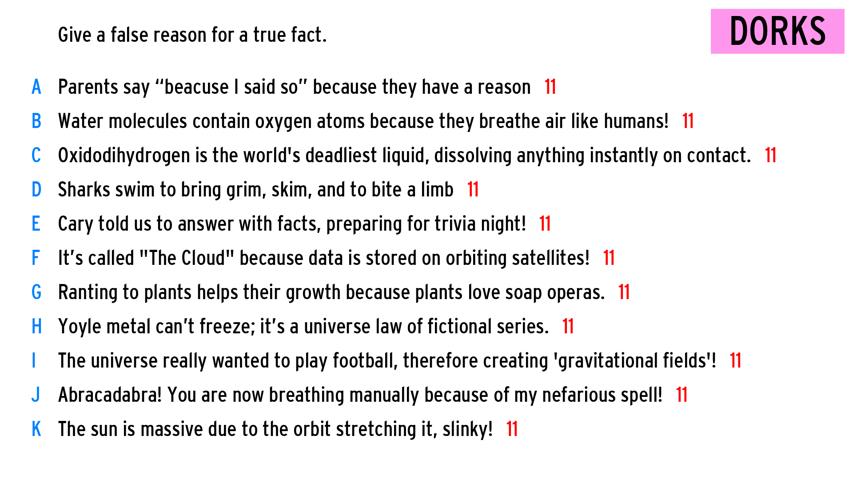 Give a false reason for a true fact.
DORKS
A Parents say “beacuse I said so” because they have a reason 11
B Water molecules contain oxygen atoms because they breathe air like humans! 11
C Oxidodihydrogen is the world's deadliest liquid, dissolving anything instantly on contact. 11
D Sharks swim to bring grim, skim, and to bite a limb 11
E Cary told us to answer with facts, preparing for trivia night! 11
F It’s called "The Cloud" because data is stored on orbiting satellites! 11
G Ranting to plants helps their growth because plants love soap operas. 11
H Yoyle metal can’t freeze; it’s a universe law of fictional series. 11
I The universe really wanted to play football, therefore creating 'gravitational fields'! 11
J Abracadabra! You are now breathing manually because of my nefarious spell! 11
K The sun is massive due to the orbit stretching it, slinky! 11